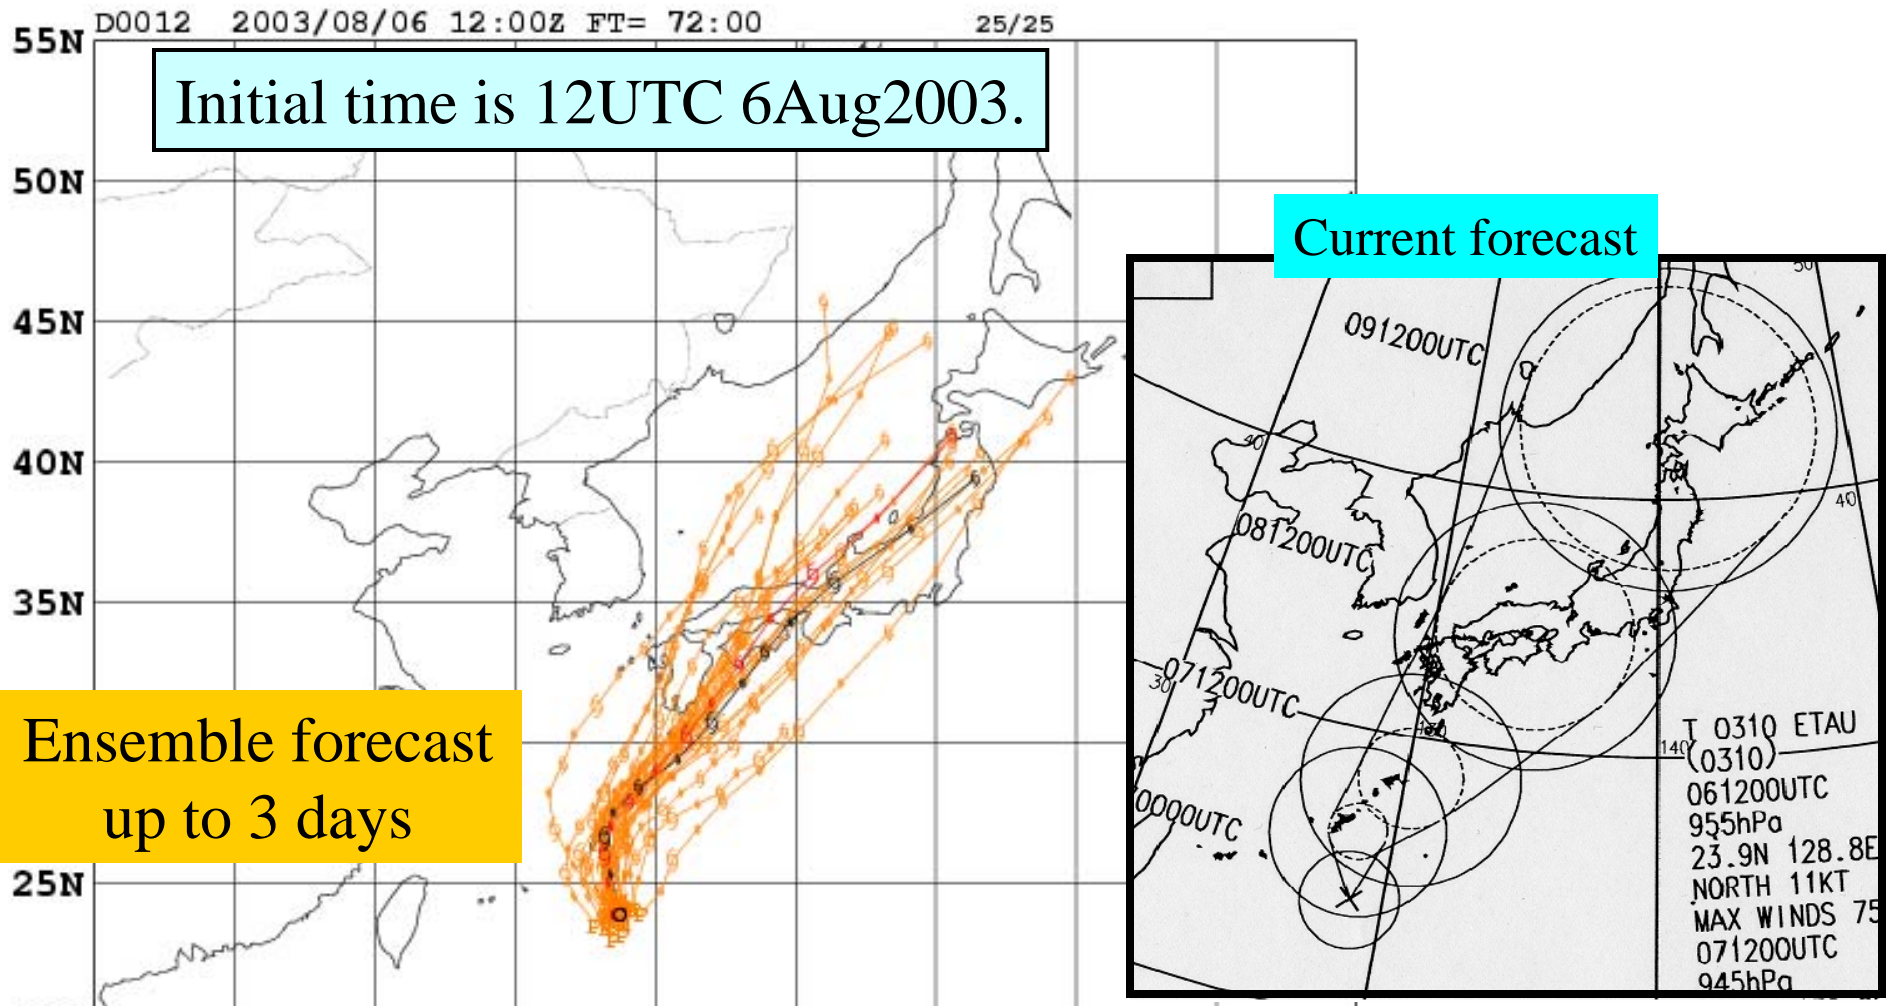 D0012 2003/08/06 12:00Z FT= 72:00 25/25
55N
Initial time is 12UTC 6Aug2003.
50N
45N
40N
35N
Ensemble forecast
up to 3 days
25N
Current forecast
50
091200UTC
40
40
081200UTC
30
071200UTC
130
140
0000UTC
T 0310 ETAU
(0310)
061200UTC
955hPa
23.9N 128.8E
NORTH 11KT
MAX WINDS 75
071200UTC
945hPa